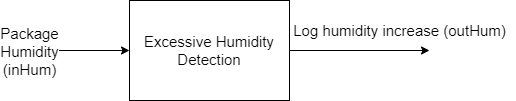 Package
Humidity
(inHum)
Excessive Humidity
Detection
Log humidity increase (outHum)